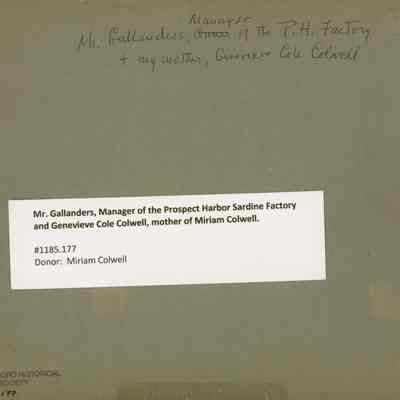 Manager
Mr. Gallanders, of the P.H. Factory
+ my mother, Genevieve Cole Colwell
Mr. Gallanders, Manager of the Prospect Harbor Sardine Factory
and Genevieve Cole Colwell, mother of Miriam Colwell.
#1185.177
Donor: Miriam Colwell
HISTORICAL
SOCIETY